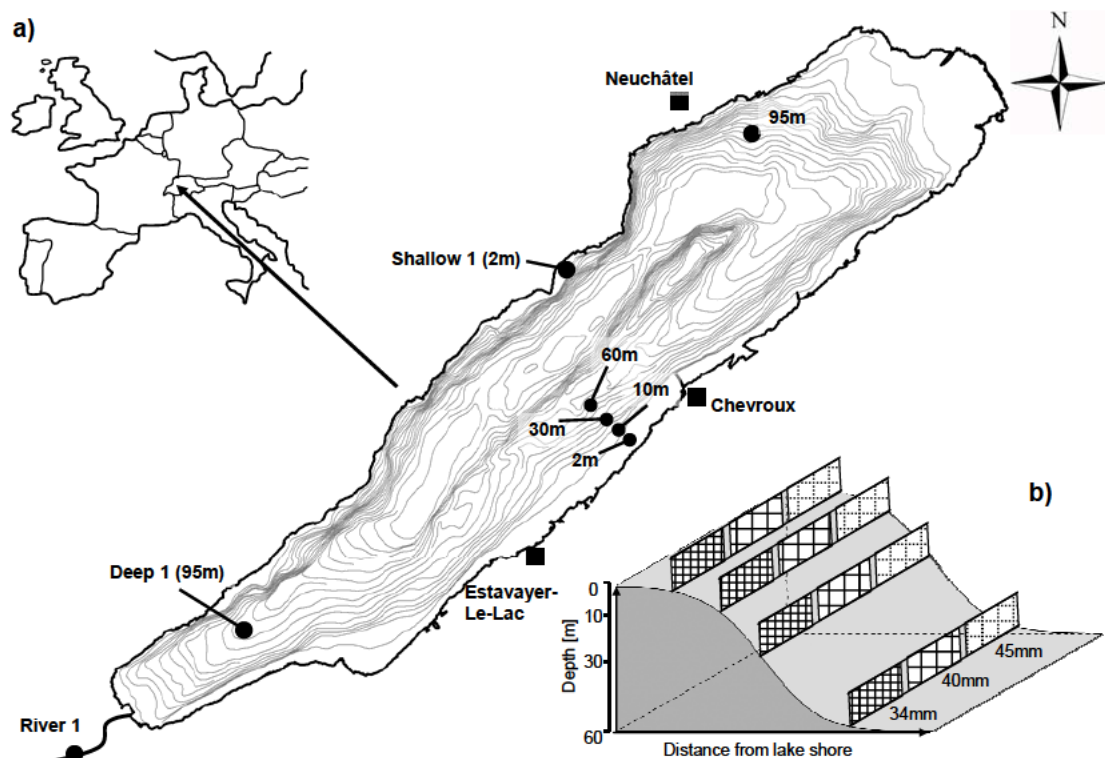 a)
N
Neuchâtel
95m
Shallow 1 (2m)
60m
10m
Chevroux
30m
2m
b)
Deep 1 (95m)
Estavayer-
Le-Lac
River 1
Depth [m]
0
10
30
60
45mm
40mm
34mm
Distance from lake shore